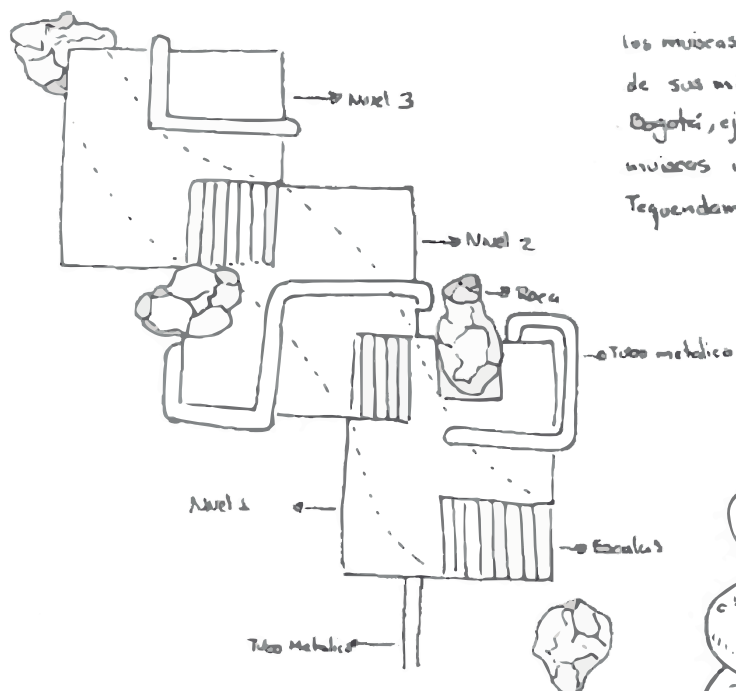 los muiscas
de sus m
Bogotá, ej
muiscas
Tequendam
Nivel 3
Nivel 2
Roca
Tubo metalico
Nivel 1
Escalas
Tubo Metalico
c